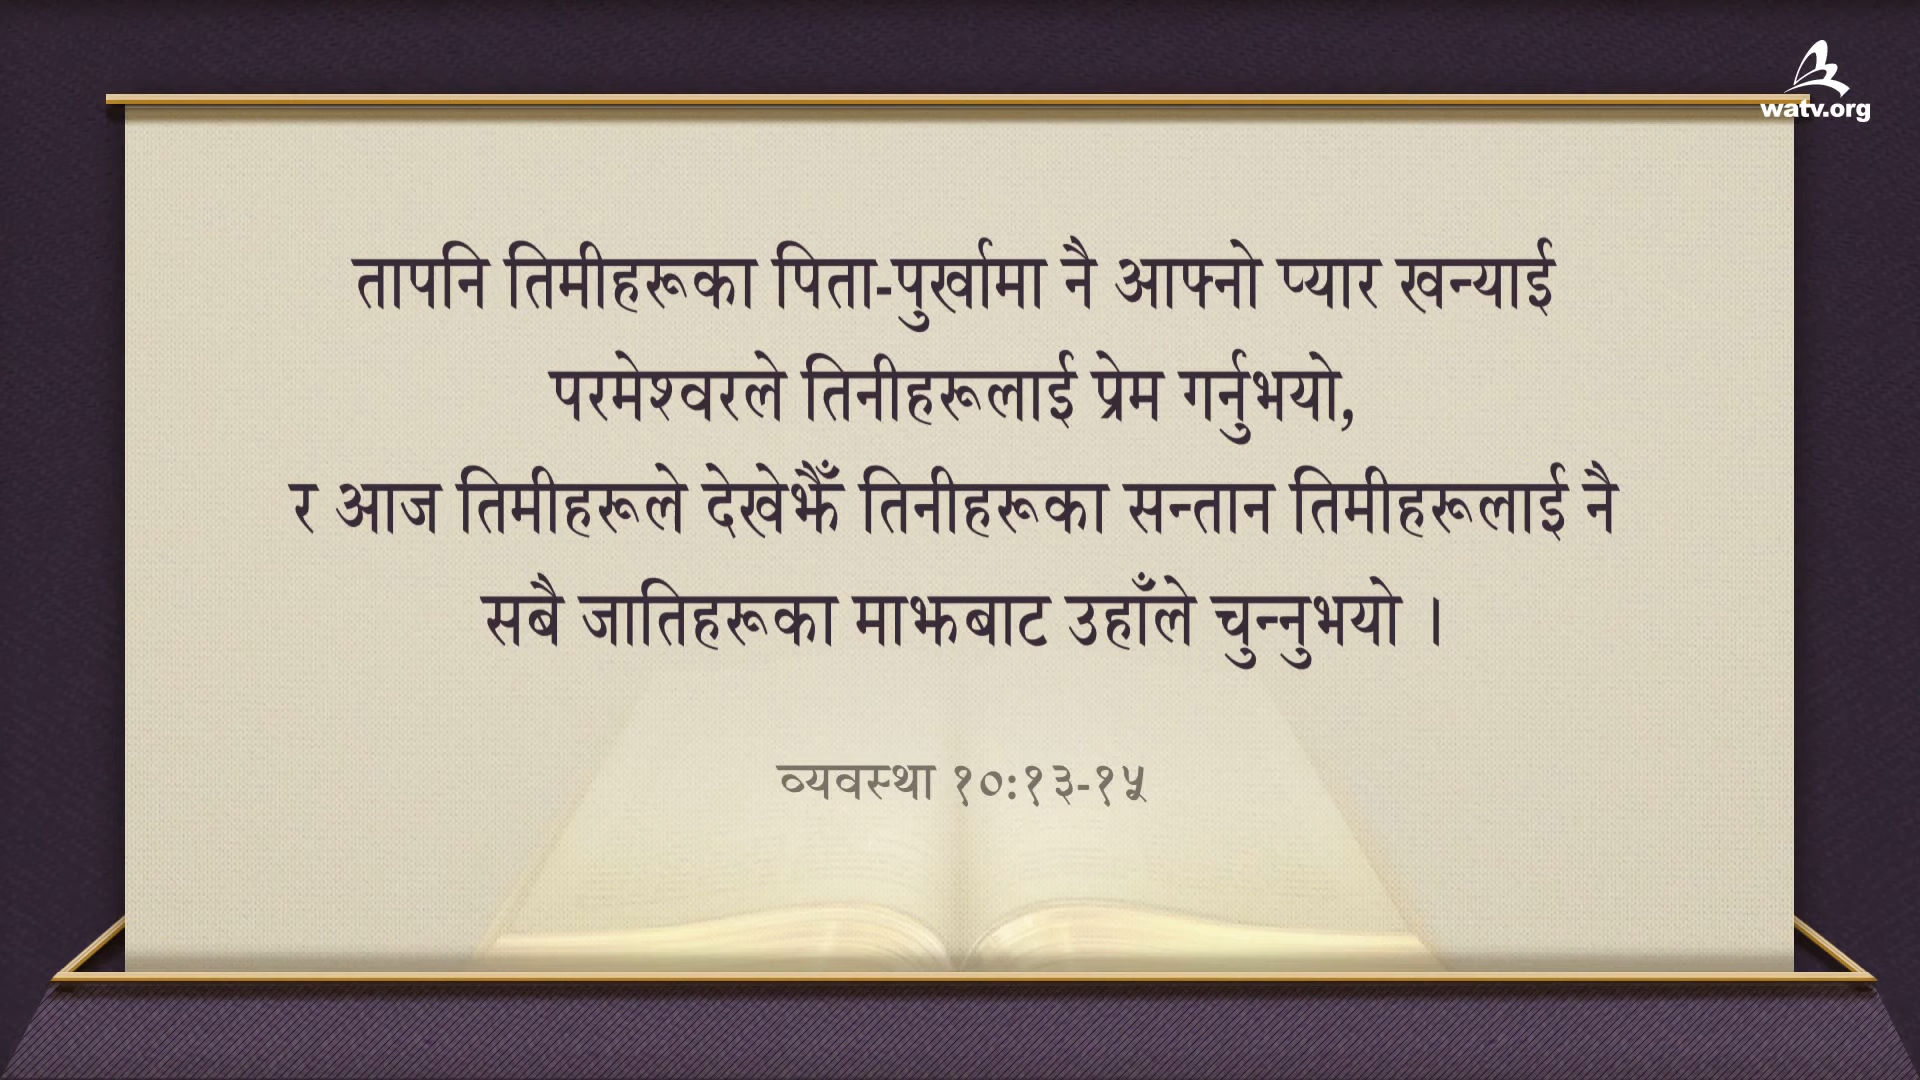 watv.org
तापनि तिमीहरूका पिता-पुर्खामा नै आफ्नो प्यार खन्याई
परमेश्वरले तिनीहरूलाई प्रेम गर्नुभयो,
र आज तिमीहरूले देखेझैँ तिनीहरूका सन्तान तिमीहरूलाई नै
सबै जातिहरूका माझबाट उहाँले चुन्नुभयो ।
व्यवस्था १०:१३-१५